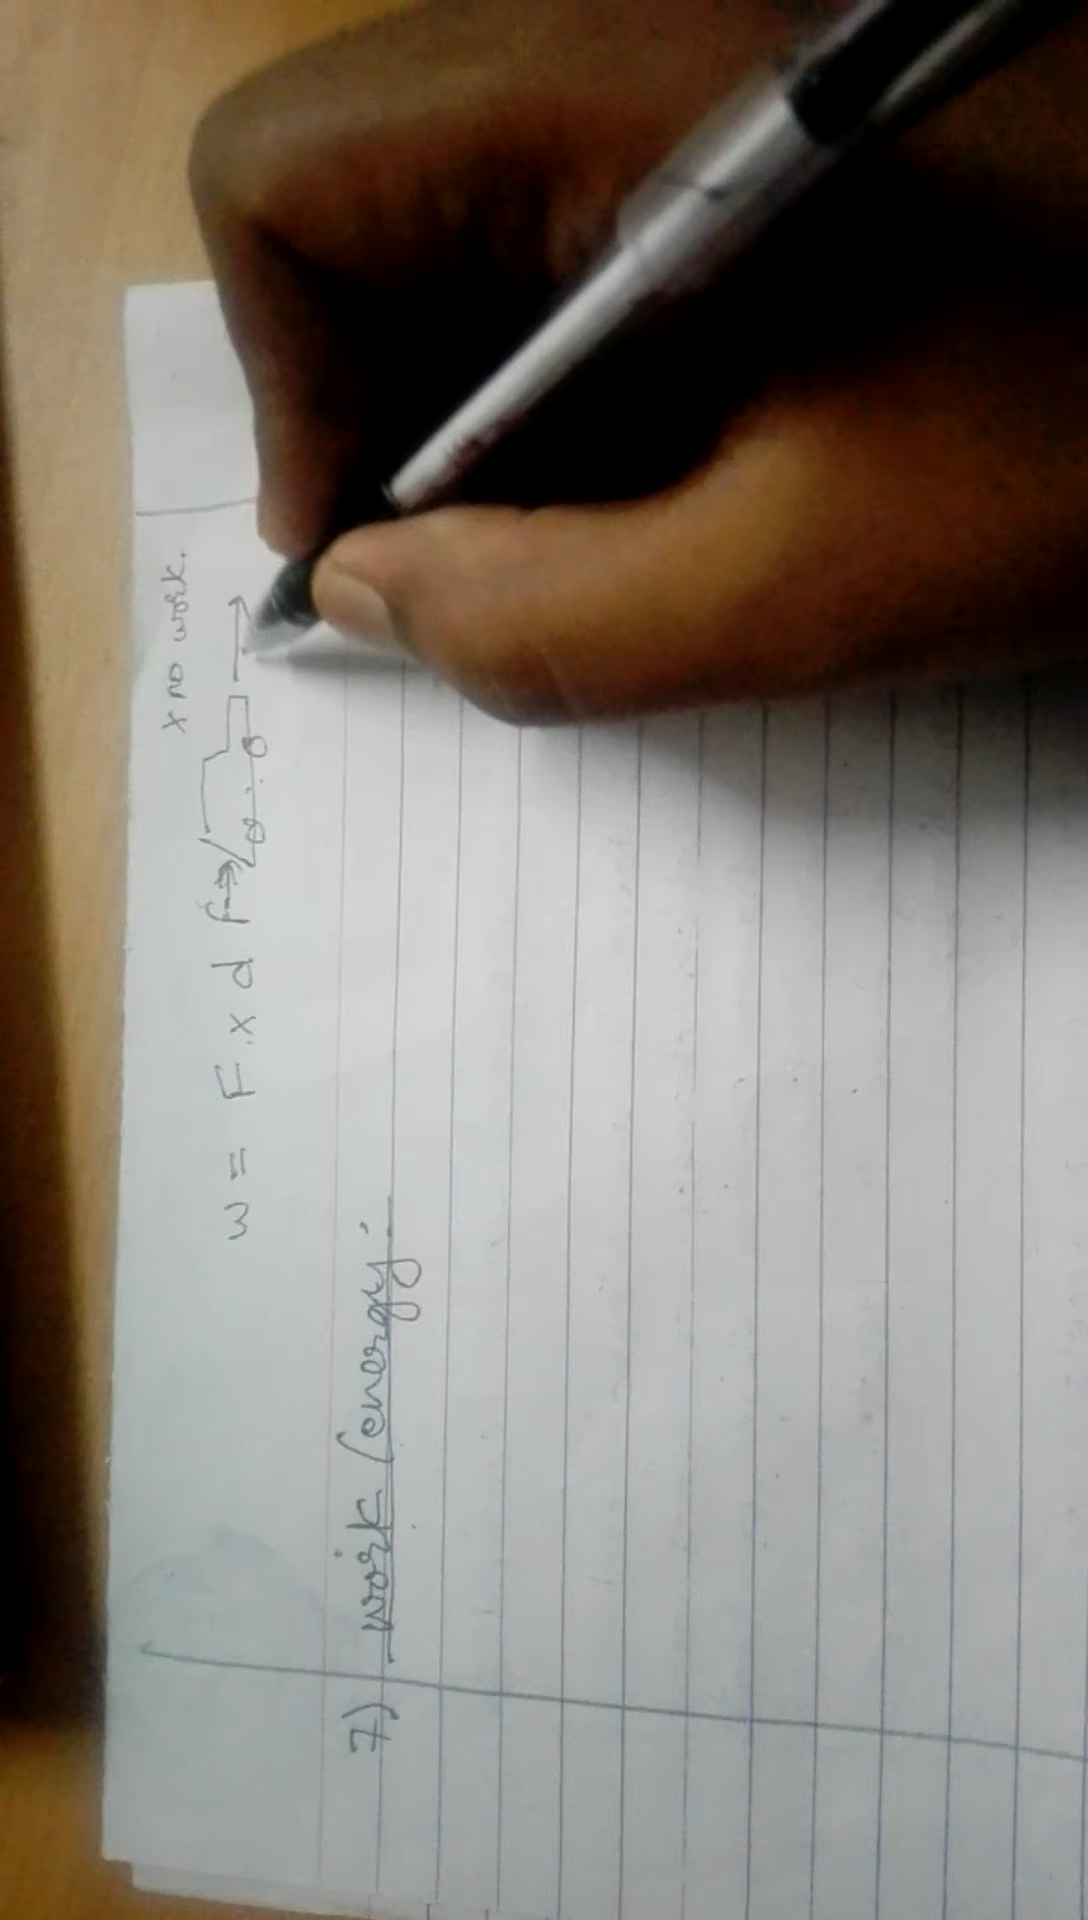 x no work.
w = F x d F
7) work (energy:-